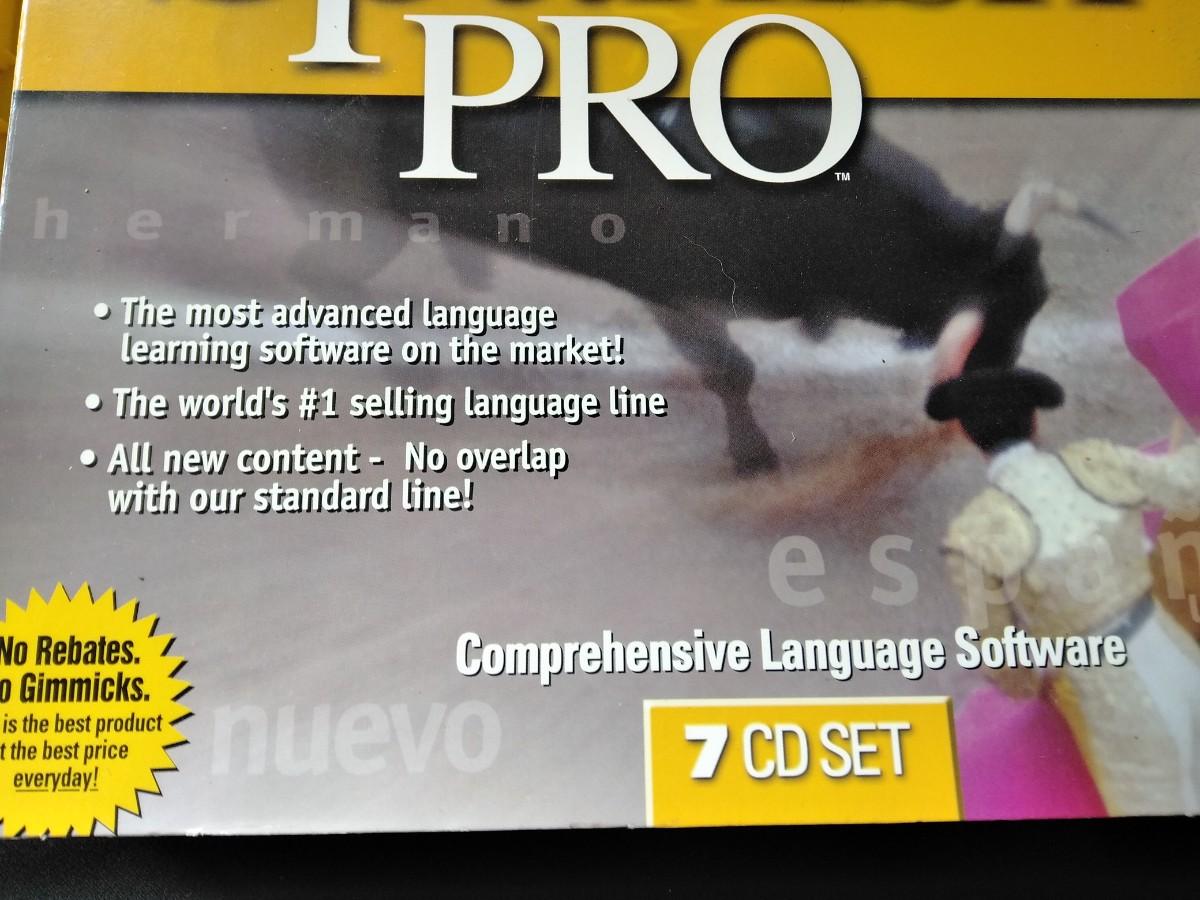 PRO™
hermano
• The most advanced language
learning software on the market!
• The world's #1 selling language line
• All new content - No overlap
with our standard line!
No Rebates.
Gimmicks.
is the best product
the best price
everyday!
nuevo
Comprehensive Language Software
7 CD SET